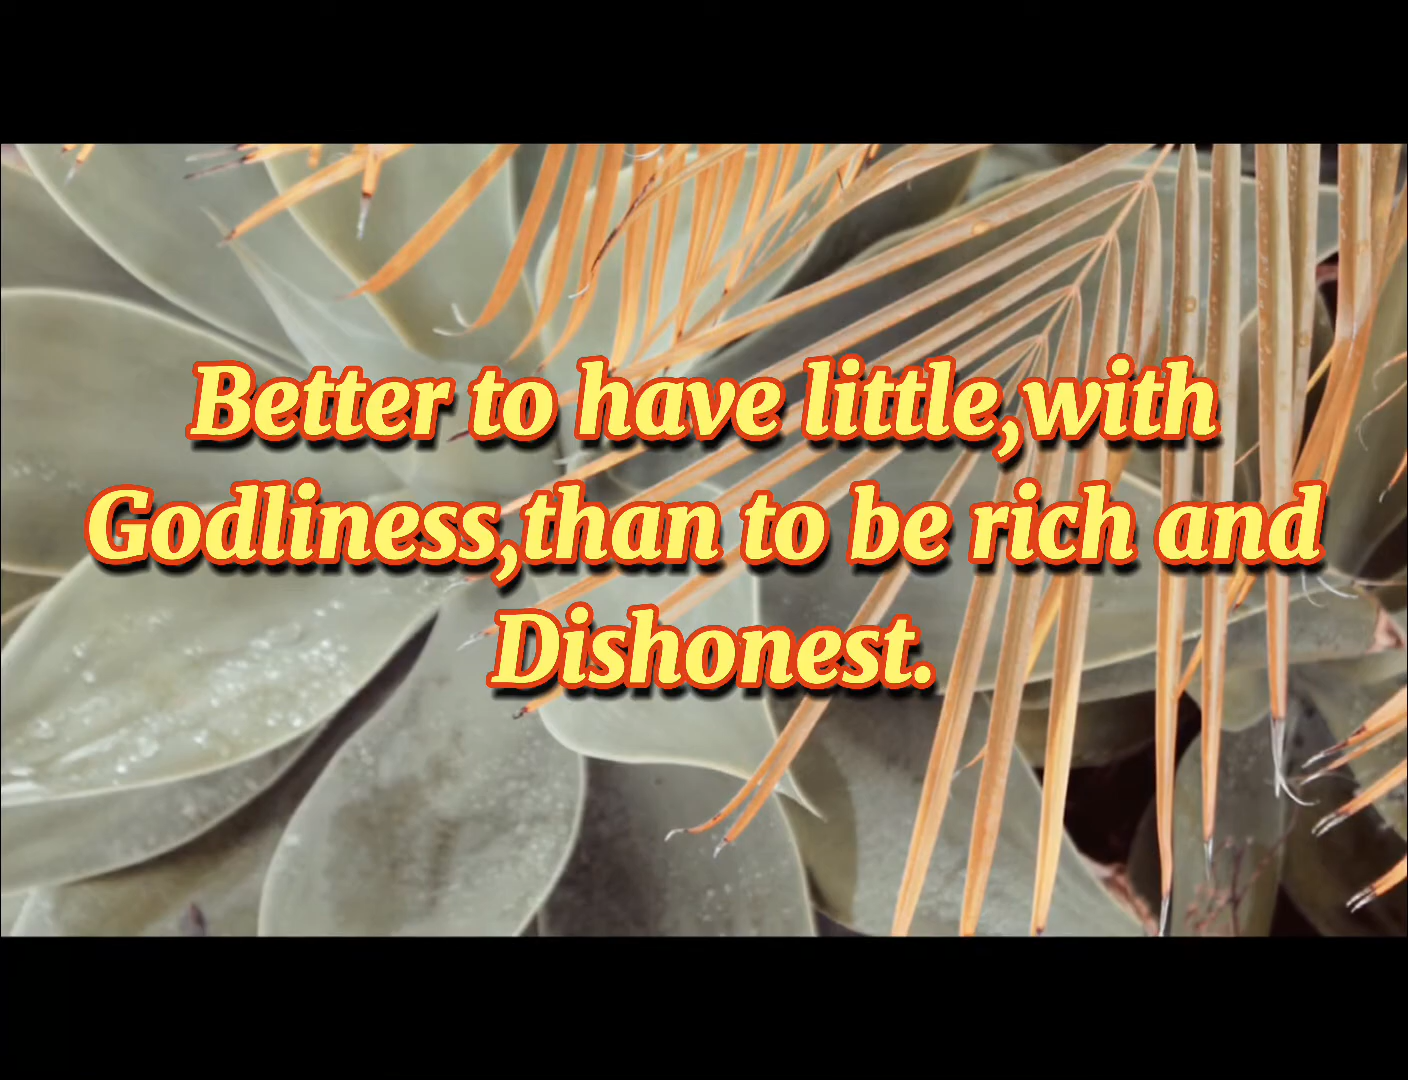 Better to have little,with
Godliness,than to be rich and
Dishonest.